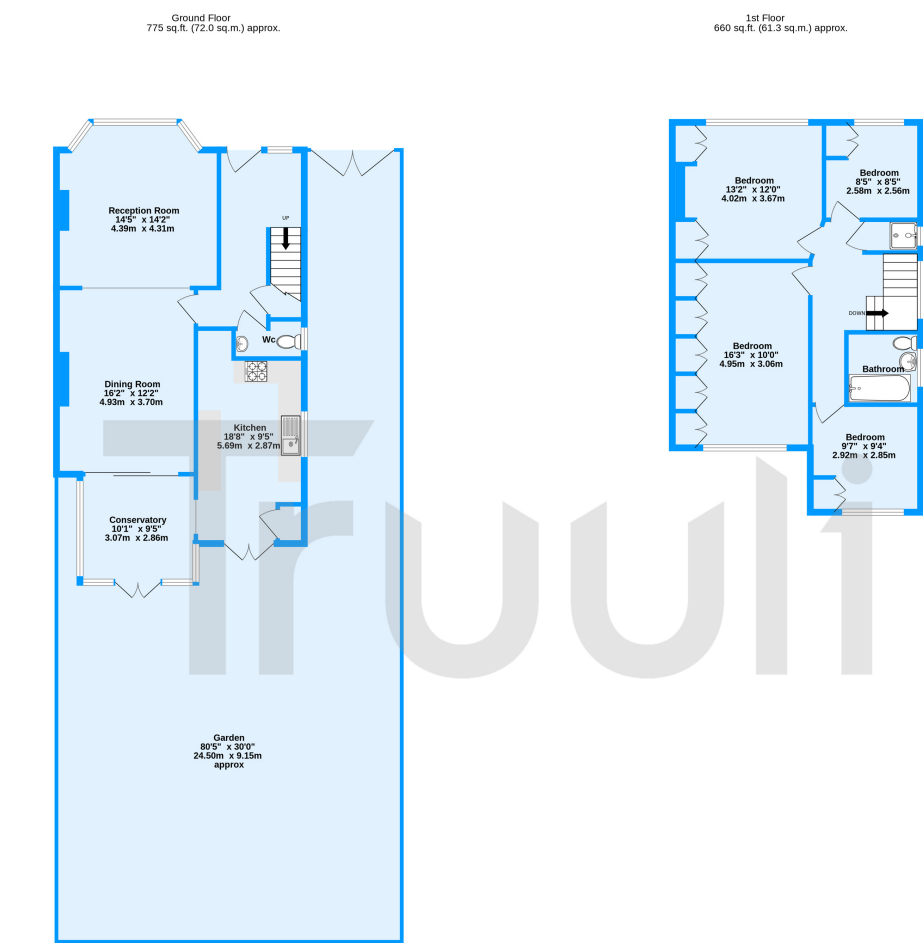 Ground Floor
775 sq.ft. (72.0 sq.m.) approx.
Reception Room
14'5" x 14'2"
4.39m x 4.31m
UP
Dining Room
16'2" x 12'2"
4.93m x 3.70m
Wc
Kitchen
18'8" x 9'5"
5.69m x 2.87m
Conservatory
10'1" x 9'5"
3.07m x 2.86m
Garden
80'5" x 30'0"
24.50m x 9.15m
approx
1st Floor
660 sq.ft. (61.3 sq.m.) approx.
Bedroom
13'2" x 12'0"
4.02m x 3.67m
Bedroom
8'5" x 8'5"
2.58m x 2.56m
DOWN
Bedroom
16'3" x 10'0"
4.95m x 3.06m
Bathroom
Bedroom
9'7" x 9'4"
2.92m x 2.85m
Truuli